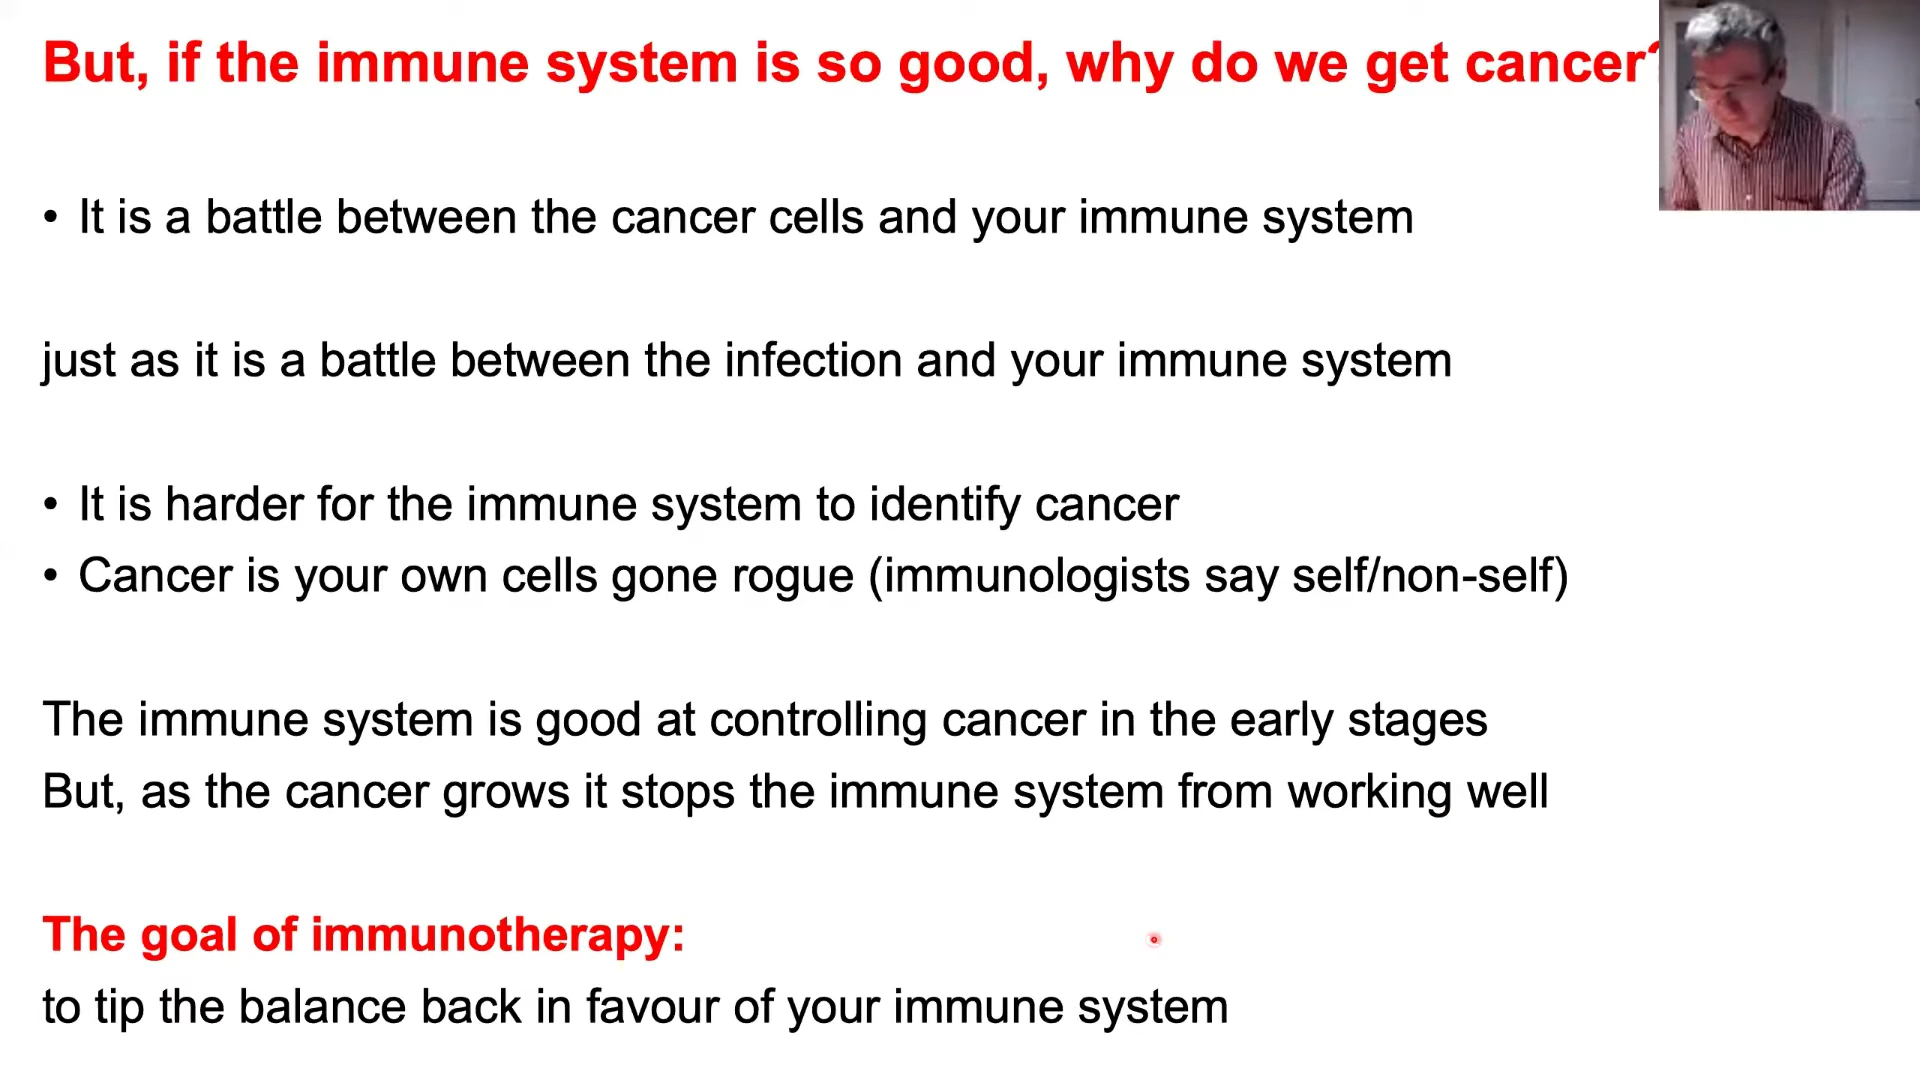 But, if the immune system is so good, why do we get cancer?
• It is a battle between the cancer cells and your immune system
just as it is a battle between the infection and your immune system
• It is harder for the immune system to identify cancer
• Cancer is your own cells gone rogue (immunologists say self/non-self)
The immune system is good at controlling cancer in the early stages
But, as the cancer grows it stops the immune system from working well
The goal of immunotherapy:
to tip the balance back in favour of your immune system